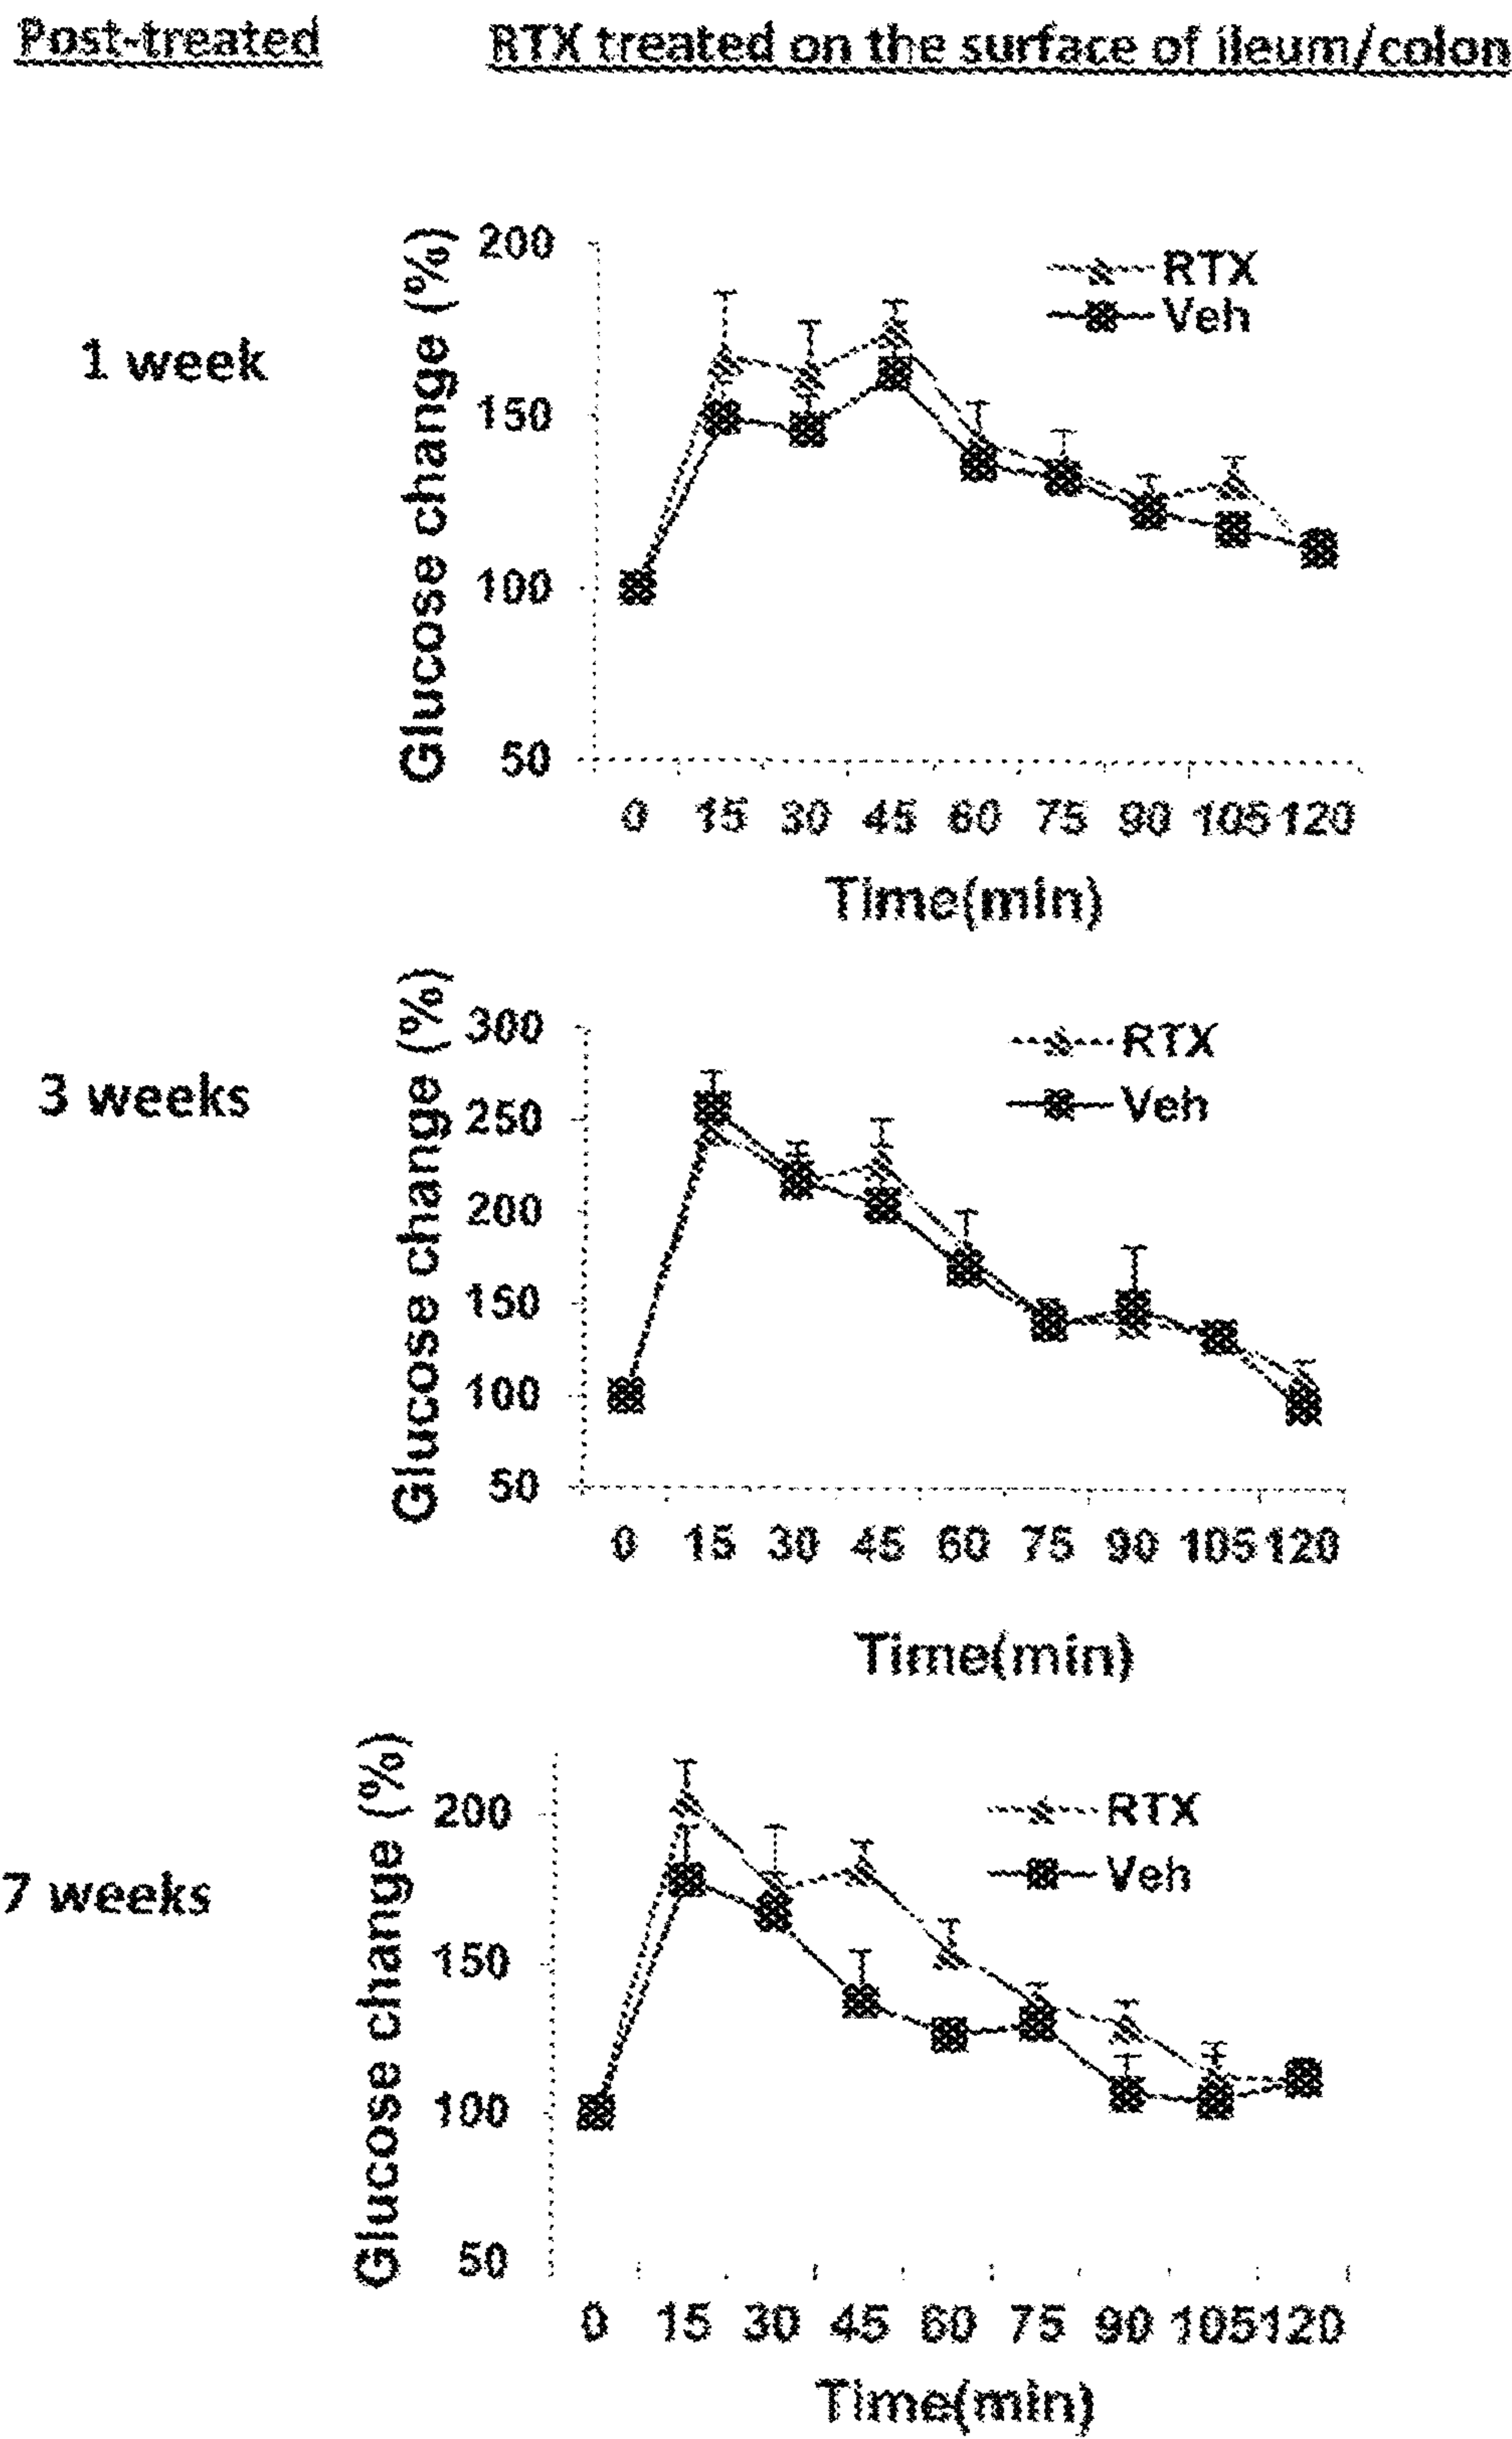 Post-treated RTX treated on the surface of ileum/colon
1 week
Glucose change (%)
200
150
100
50
RTX
Veh
0 15 30 45 60 75 90 105 120
Time(min)
3 weeks
Glucose change (%)
300
250
200
150
100
50
RTX
Veh
0 15 30 45 60 75 90 105 120
Time(min)
7 weeks
Glucose change (%)
200
150
100
50
RTX
Veh
0 15 30 45 60 75 90 105 120
Time(min)